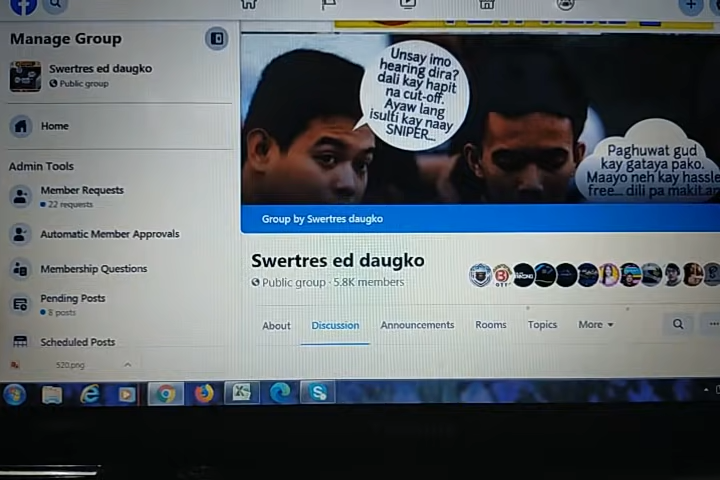 Manage Group
Swertres ed daugko
Public group
Home
Admin Tools
Member Requests
22 requests
Automatic Member Approvals
Membership Questions
Pending Posts
8 posts
Scheduled Posts
520.png
Unsay imo
hearing dira?
dali kay hapit
na cut-off.
Ayaw lang
isulti kay naay
SNIPER...
Paghuwat gud
kay gataya pako.
Maayo neh kay hassle
free... dili pa makit.an
Group by Swertres daugko
Swertres ed daugko
Public group · 5.8K members
About
Discussion
Announcements
Rooms
Topics
More